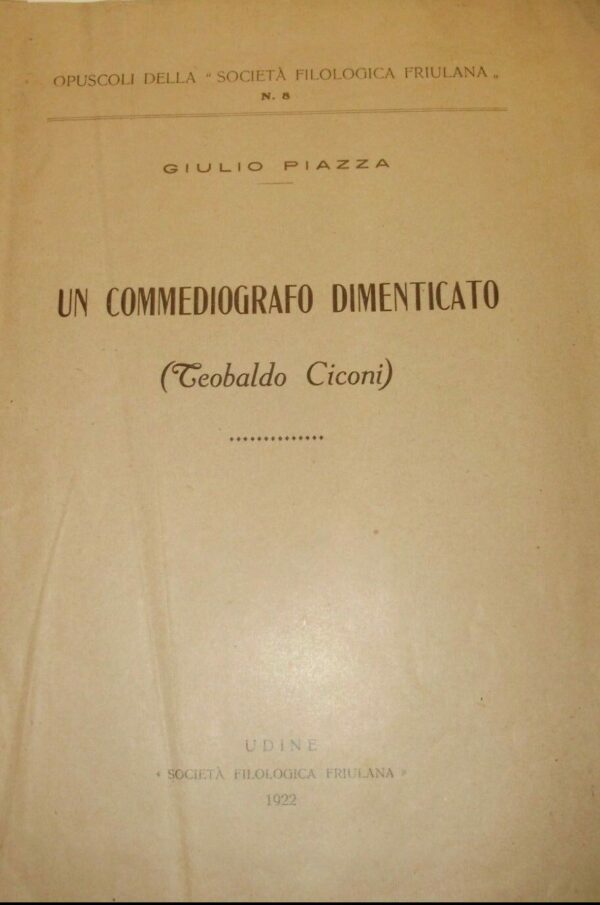 OPUSCOLI DELLA “ SOCIETÀ FILOLOGICA FRIULANA „
N. 8
GIULIO PIAZZA
UN COMMEDIOGRAFO DIMENTICATO
(Teobaldo Ciconi)
UDINE
« SOCIETÀ FILOLOGICA FRIULANA »
1922